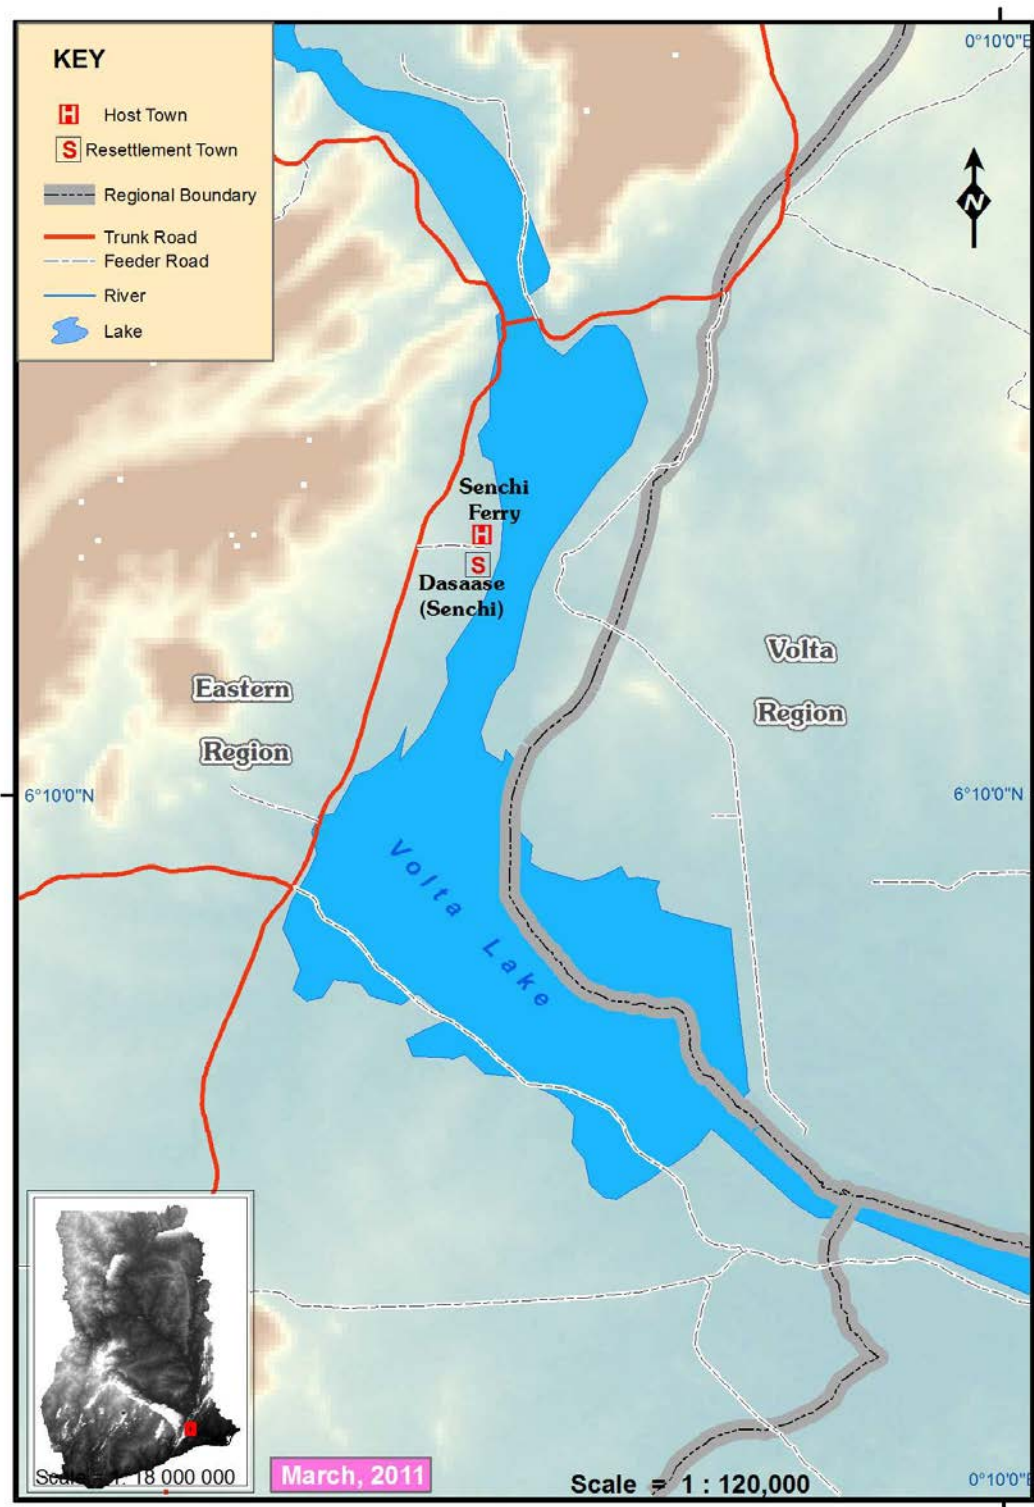 KEY
H Host Town
S Resettlement Town
Regional Boundary
Trunk Road
Feeder Road
River
Lake
0°10'0"E
N
Senchi
Ferry
H
S
Dasaase
(Senchi)
Volta
Region
Eastern
Region
6°10'0"N
6°10'0"N
Volta Lake
Scale = 1: 18 000 000
March, 2011
Scale = 1 : 120,000
0°10'0"E